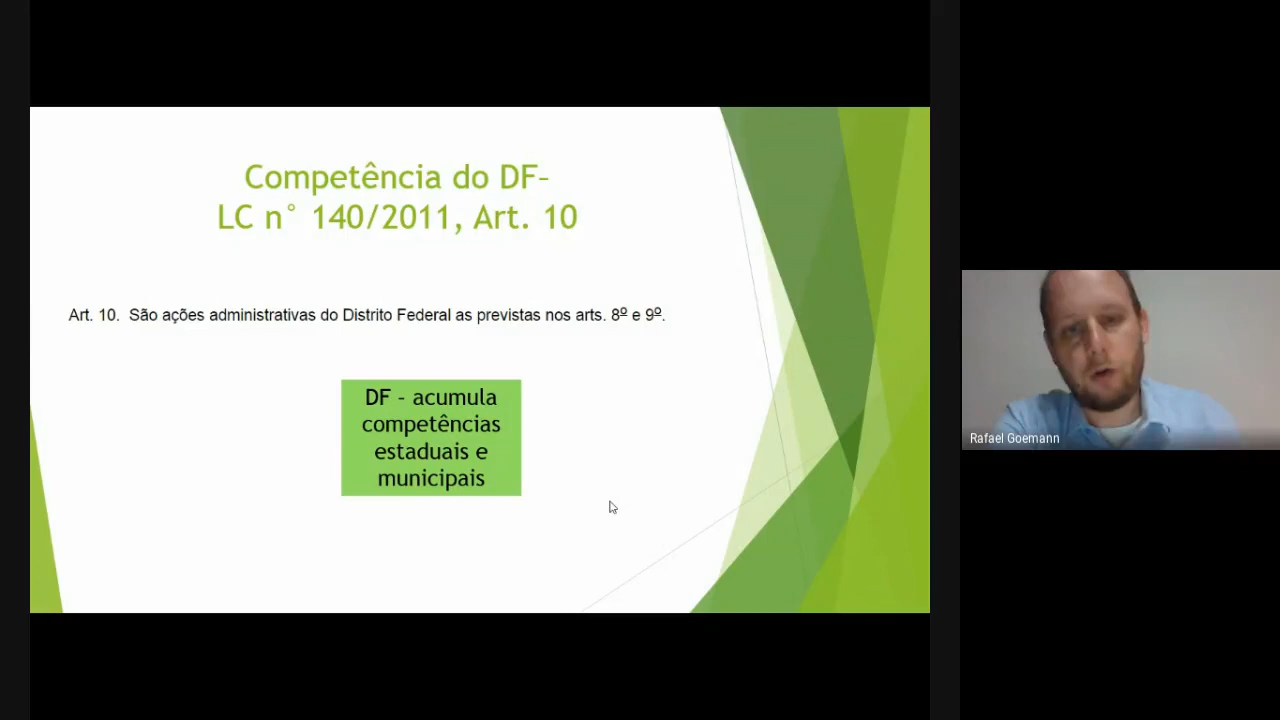 Competência do DF–
LC n° 140/2011, Art. 10
Art. 10.  São ações administrativas do Distrito Federal as previstas nos arts. 8º e 9º.
DF - acumula
competências
estaduais e
municipais
Rafael Goemann